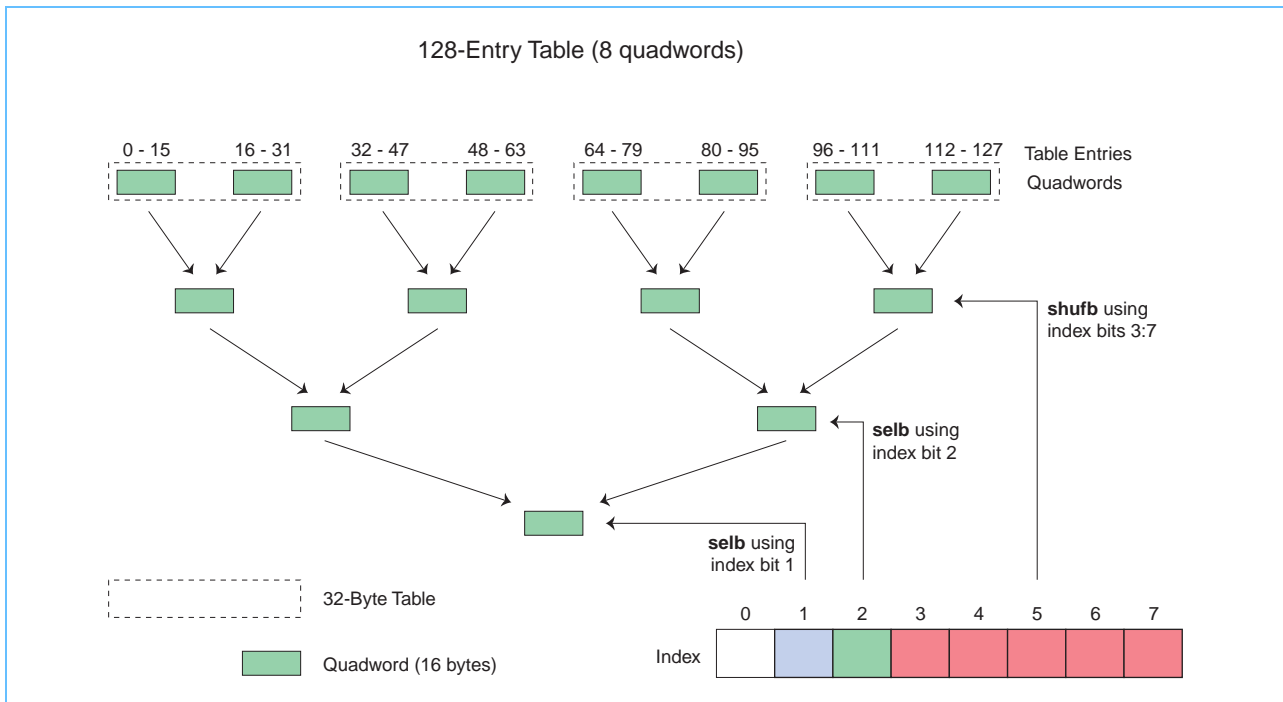 128-Entry Table (8 quadwords)
0 - 15 16 - 31 32 - 47 48 - 63 64 - 79 80 - 95 96 - 111 112 - 127 Table Entries
Quadwords
shufb using
index bits 3:7
selb using
index bit 2
selb using
index bit 1
32-Byte Table
0 1 2 3 4 5 6 7
Index
Quadword (16 bytes)